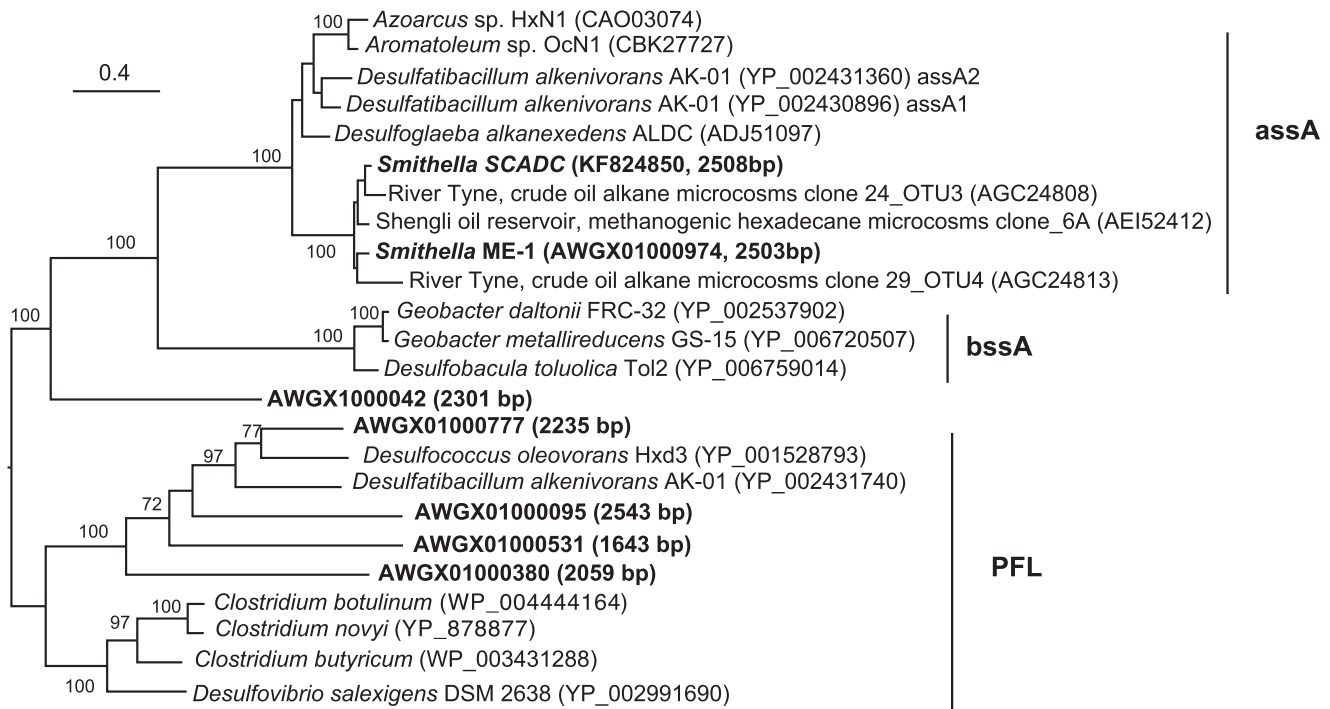 100 Azoarcus sp. HxN1 (CAO03074)
Aromatoleum sp. OcN1 (CBK27727)
0.4
Desulfatibacillum alkenivorans AK-01 (YP_002431360) assA2
Desulfatibacillum alkenivorans AK-01 (YP_002430896) assA1
assA
Desulfoglaeba alkanexedens ALDC (ADJ51097)
100
Smithella SCADC (KF824850, 2508bp)
River Tyne, crude oil alkane microcosms clone 24_OTU3 (AGC24808)
Shengli oil reservoir, methanogenic hexadecane microcosms clone_6A (AEI52412)
100
100
Smithella ME-1 (AWGX01000974, 2503bp)
River Tyne, crude oil alkane microcosms clone 29_OTU4 (AGC24813)
100
100 Geobacter daltonii FRC-32 (YP_002537902)
100
Geobacter metallireducens GS-15 (YP_006720507)
bssA
Desulfobacula toluolica Tol2 (YP_006759014)
AWGX1000042 (2301 bp)
77
AWGX01000777 (2235 bp)
97
Desulfococcus oleovorans Hxd3 (YP_001528793)
Desulfatibacillum alkenivorans AK-01 (YP_002431740)
72
AWGX01000095 (2543 bp)
100
AWGX01000531 (1643 bp)
PFL
AWGX01000380 (2059 bp)
100 Clostridium botulinum (WP_004444164)
97
Clostridium novyi (YP_878877)
Clostridium butyricum (WP_003431288)
100
Desulfovibrio salexigens DSM 2638 (YP_002991690)